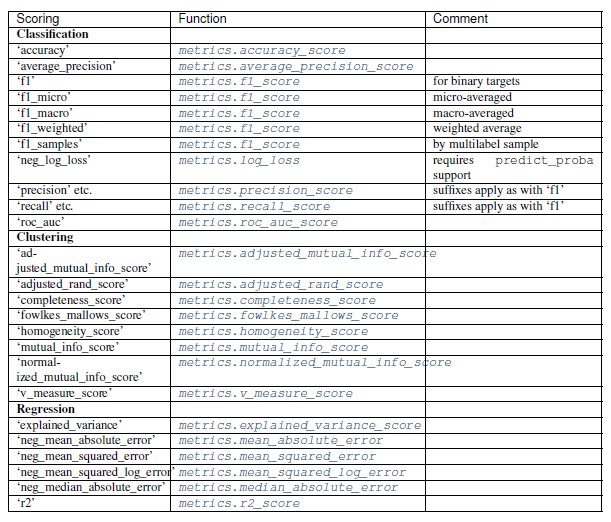 Scoring Function Comment
Classification
‘accuracy’ metrics.accuracy_score
‘average_precision’ metrics.average_precision_score
‘f1’ metrics.f1_score for binary targets
‘f1_micro’ metrics.f1_score micro-averaged
‘f1_macro’ metrics.f1_score macro-averaged
‘f1_weighted’ metrics.f1_score weighted average
‘f1_samples’ metrics.f1_score by multilabel sample
‘neg_log_loss’ metrics.log_loss requires predict_proba
support
‘precision’ etc. metrics.precision_score suffixes apply as with ‘f1’
‘recall’ etc. metrics.recall_score suffixes apply as with ‘f1’
‘roc_auc’ metrics.roc_auc_score
Clustering
‘ad- metrics.adjusted_mutual_info_score
justed_mutual_info_score’
‘adjusted_rand_score’ metrics.adjusted_rand_score
‘completeness_score’ metrics.completeness_score
‘fowlkes_mallows_score’ metrics.fowlkes_mallows_score
‘homogeneity_score’ metrics.homogeneity_score
‘mutual_info_score’ metrics.mutual_info_score
‘normal- metrics.normalized_mutual_info_score
ized_mutual_info_score’
‘v_measure_score’ metrics.v_measure_score
Regression
‘explained_variance’ metrics.explained_variance_score
‘neg_mean_absolute_error’ metrics.mean_absolute_error
‘neg_mean_squared_error’ metrics.mean_squared_error
‘neg_mean_squared_log_error’ metrics.mean_squared_log_error
‘neg_median_absolute_error’ metrics.median_absolute_error
‘r2’ metrics.r2_score